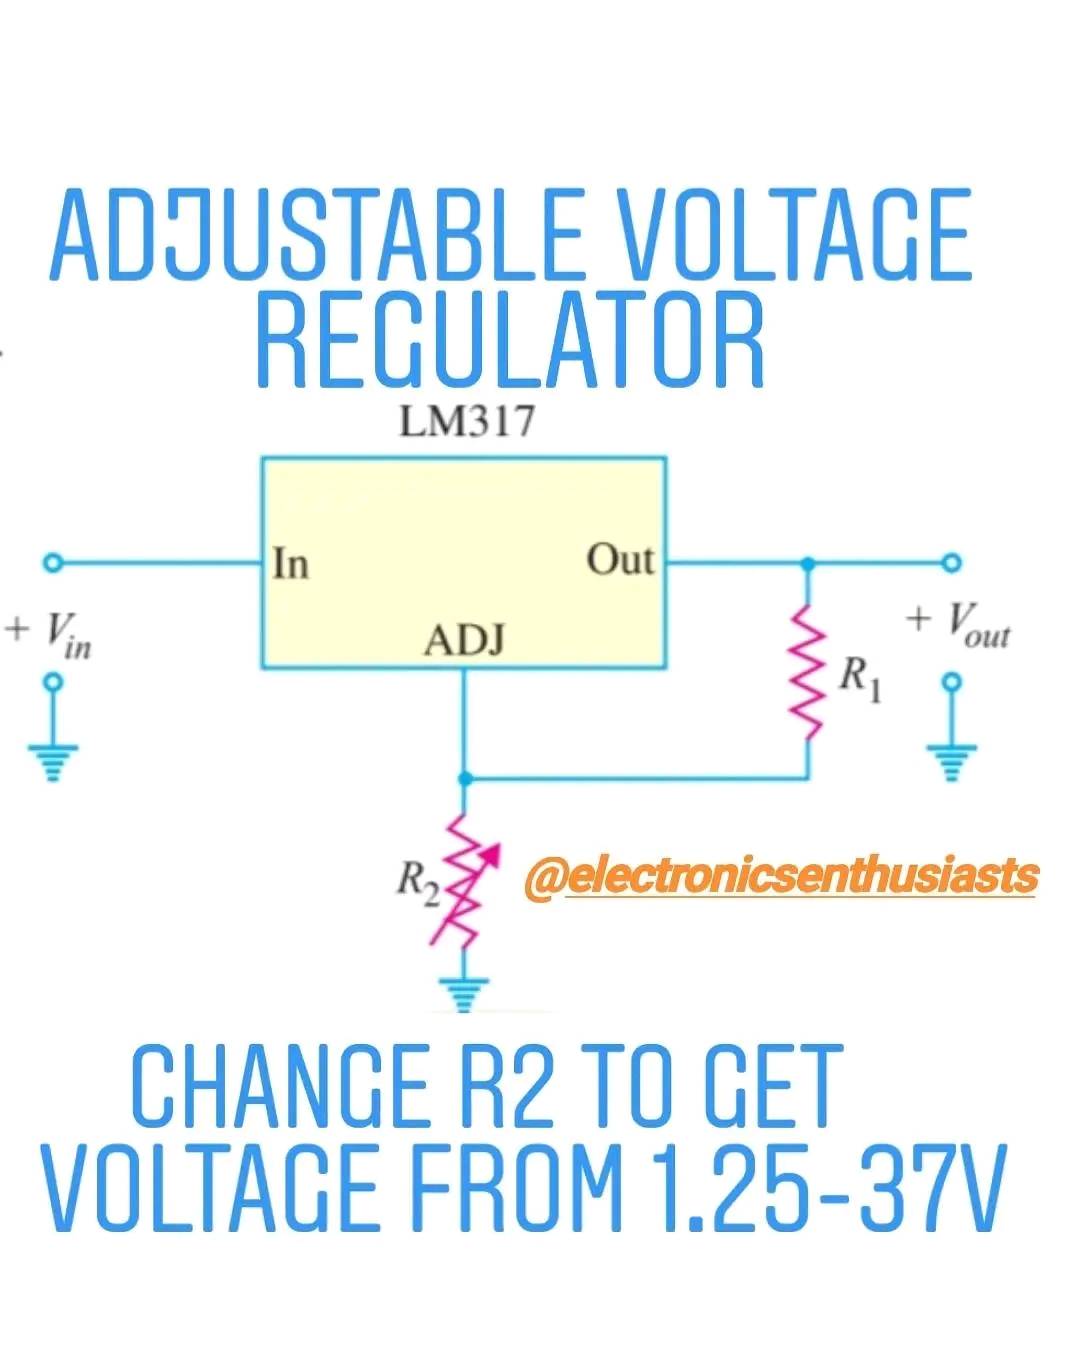 ADJUSTABLE VOLTAGE
REGULATOR
LM317
In
Out
ADJ
+ Vin
+ Vout
R1
R2
@electronicsenthusiasts
CHANGE R2 TO GET
VOLTAGE FROM 1.25-37V